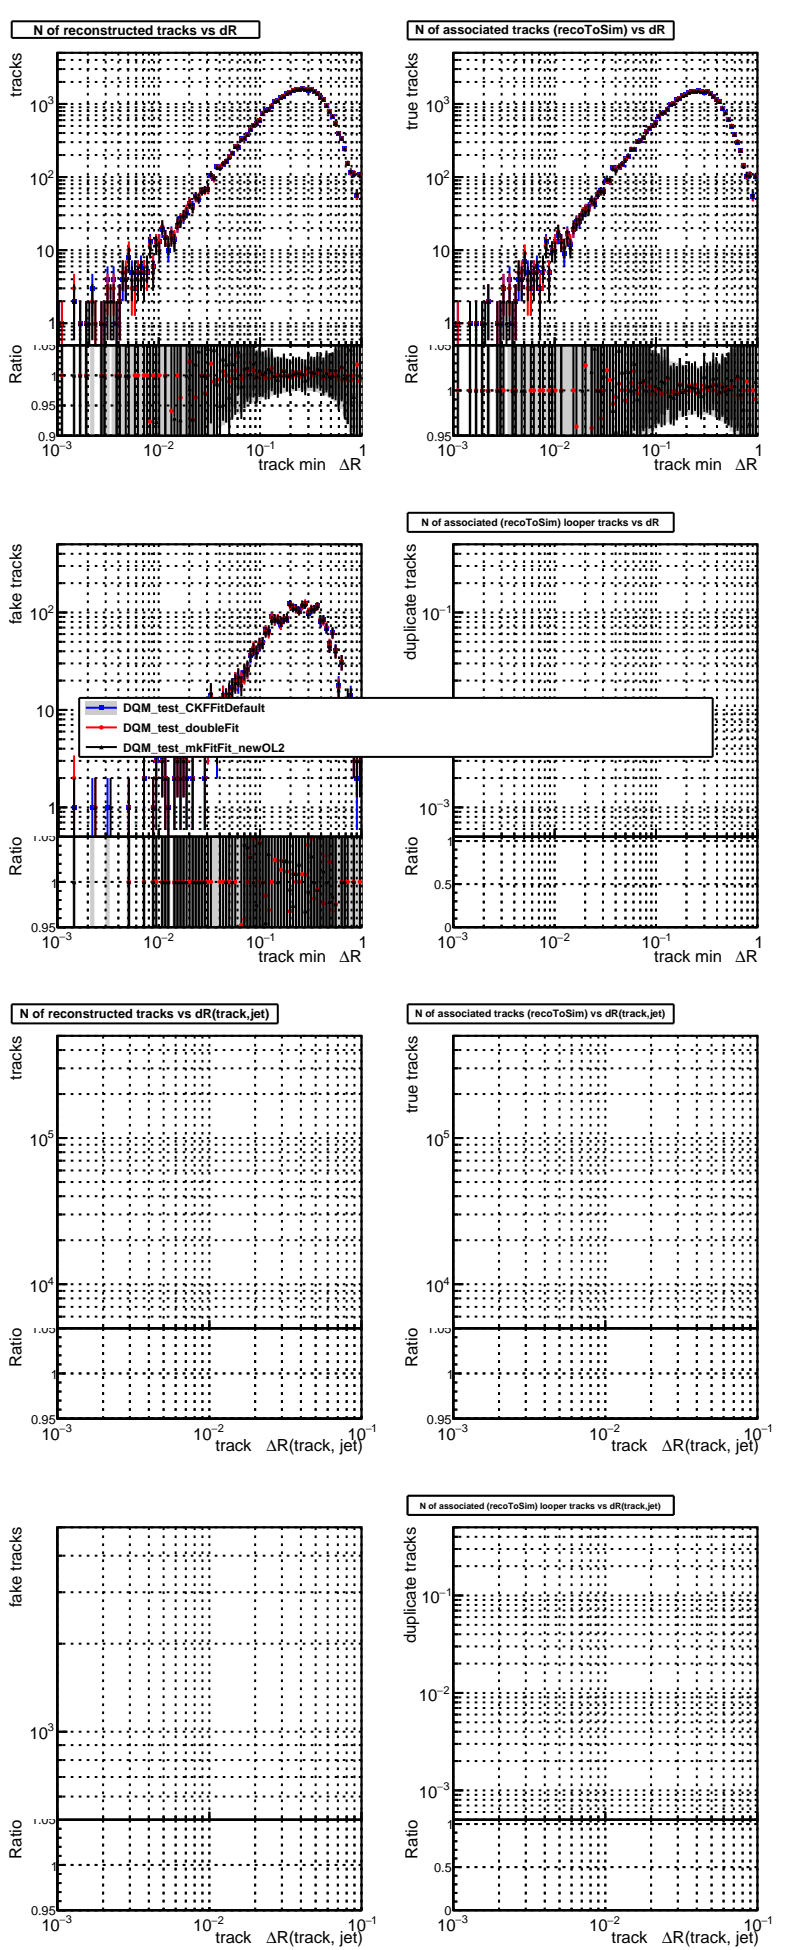 N of reconstructed tracks vs dR
tracks
10³
10²
10
1
Ratio
1.05
1
0.95
0.9
10⁻³ 10⁻² 10⁻¹ 1
track min ΔR
N of associated tracks (recoToSim) vs dR
true tracks
10³
10²
10
1
Ratio
1.05
1
0.95
10⁻³ 10⁻² 10⁻¹ 1
track min ΔR
fake tracks
10²
10
1
Ratio
1.05
1
0.95
10⁻³ 10⁻² 10⁻¹ 1
track min ΔR
N of associated (recoToSim) looper tracks vs dR
duplicate tracks
10⁻¹
10⁻³
Ratio
1
0.5
0
10⁻³ 10⁻² 10⁻¹ 1
track min ΔR
DQM_test_CKFFitDefault
DQM_test_doubleFit
DQM_test_mkFitFit_newOL2
N of reconstructed tracks vs dR(track,jet)
tracks
10⁵
10⁴
Ratio
1.05
1
0.95
10⁻³ 10⁻² 10⁻¹
track ΔR(track, jet)
N of associated tracks (recoToSim) vs dR(track,jet)
true tracks
10⁵
10⁴
Ratio
1.05
1
0.95
10⁻³ 10⁻² 10⁻¹
track ΔR(track, jet)
fake tracks
10³
Ratio
1.05
1
0.95
10⁻³ 10⁻² 10⁻¹
track ΔR(track, jet)
N of associated (recoToSim) looper tracks vs dR(track,jet)
duplicate tracks
10⁻¹
10⁻²
10⁻³
Ratio
1
0.5
0
10⁻³ 10⁻² 10⁻¹
track ΔR(track, jet)